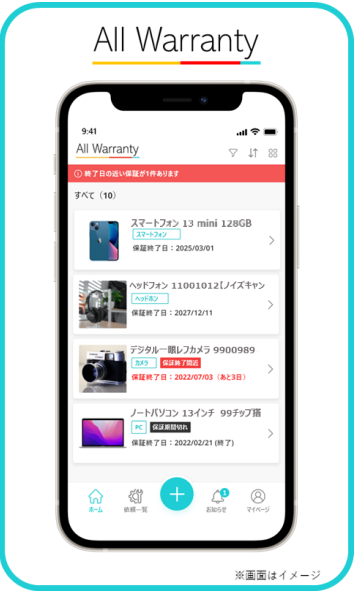 All Warranty
9:41
All Warranty
終了日の近い保証が1件あります
すべて（10）
スマートフォン 13 mini 128GB
スマートフォン
保証終了日：2025/03/01
ヘッドフォン 11001012【ノイズキャン
ヘッドホン
保証終了日：2027/12/11
デジタル一眼レフカメラ 9900989
カメラ 保証終了間近
保証終了日：2022/07/03（あと3日）
ノートパソコン 13インチ 99チップ搭
PC 保証期間切れ
保証終了日：2022/02/21 (終了)
1
ホーム 依頼一覧 お知らせ マイページ
※画面はイメージ